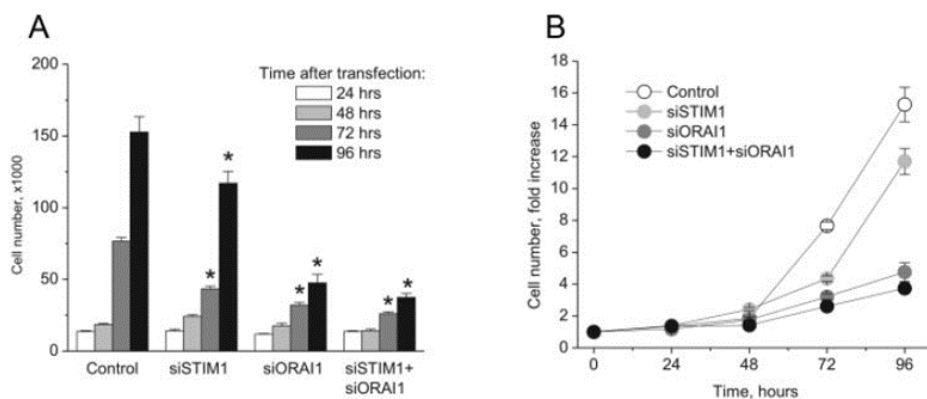 A
Cell number, x1000
200
150
100
50
0
Time after transfection:
24 hrs
48 hrs
72 hrs
96 hrs
*
*
*
*
*
*
Control
siSTIM1
siORAI1
siSTIM1+
siORAI1
B
Cell number, fold increase
18
16
14
12
10
8
6
4
2
0
Control
siSTIM1
siORAI1
siSTIM1+siORAI1
0
24
48
72
96
Time, hours